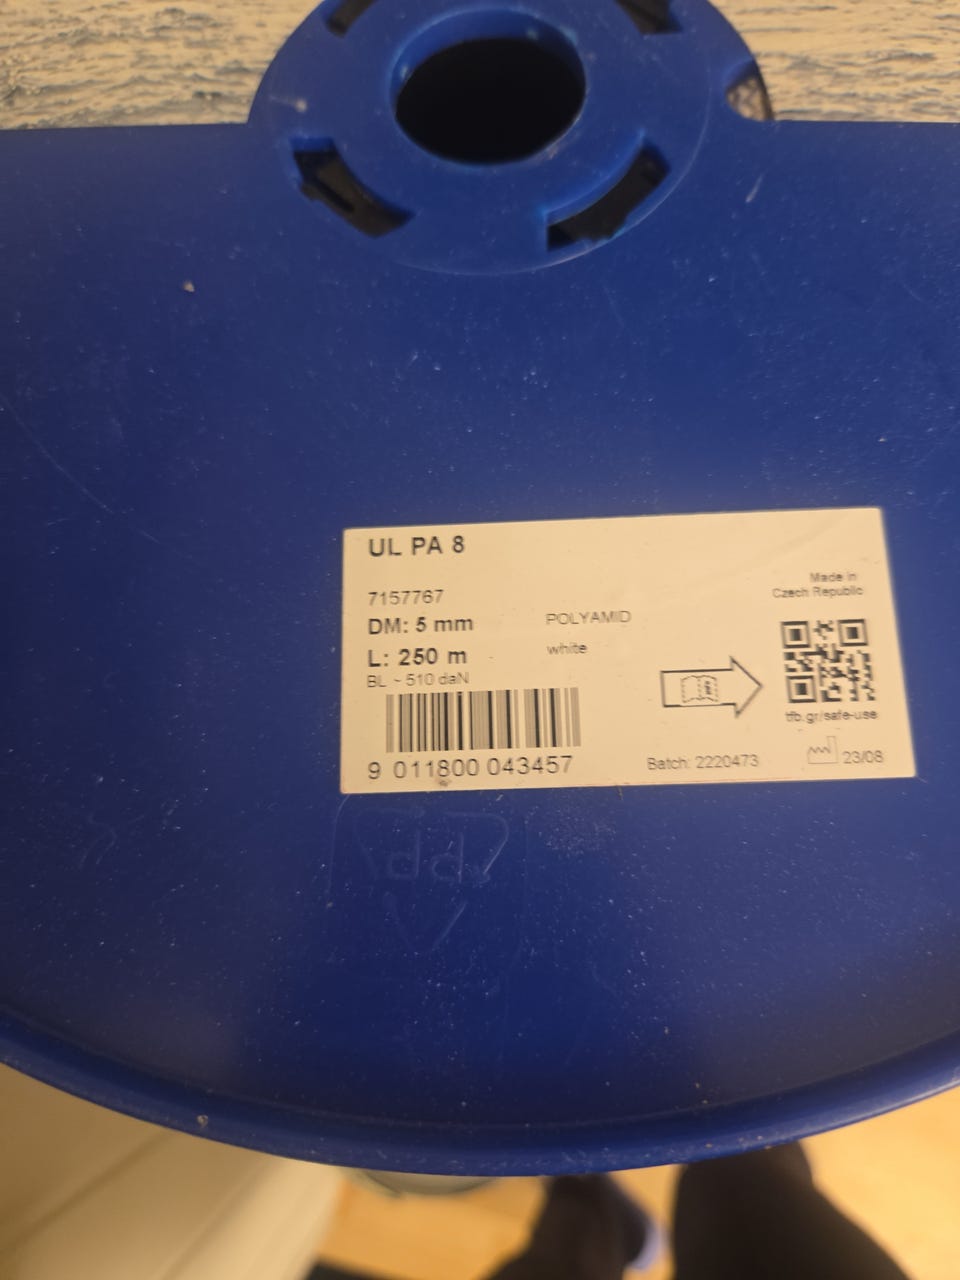 UL PA 8
Made in
Czech Republic
7157767
DM: 5 mm
POLYAMID
L: 250 m
white
BL ~ 510 daN
tfb.gr/safe-use
9 011800 043457
Batch: 2220473
23/08
PP